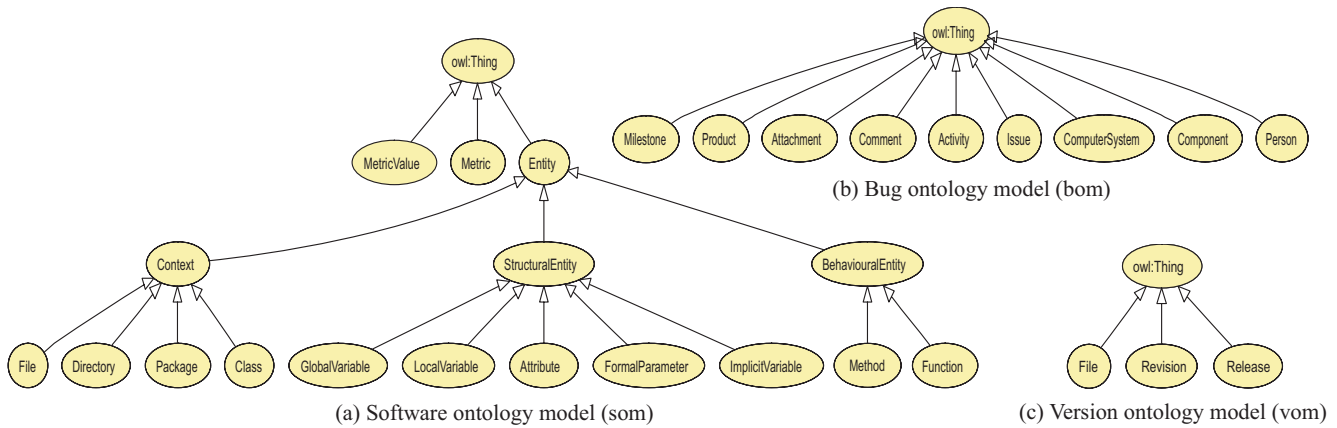 owl:Thing
MetricValue
Metric
Entity
Context
StructuralEntity
BehaviouralEntity
File
Directory
Package
Class
GlobalVariable
LocalVariable
Attribute
FormalParameter
ImplicitVariable
Method
Function
(a) Software ontology model (som)
owl:Thing
Milestone
Product
Attachment
Comment
Activity
Issue
ComputerSystem
Component
Person
(b) Bug ontology model (bom)
owl:Thing
File
Revision
Release
(c) Version ontology model (vom)